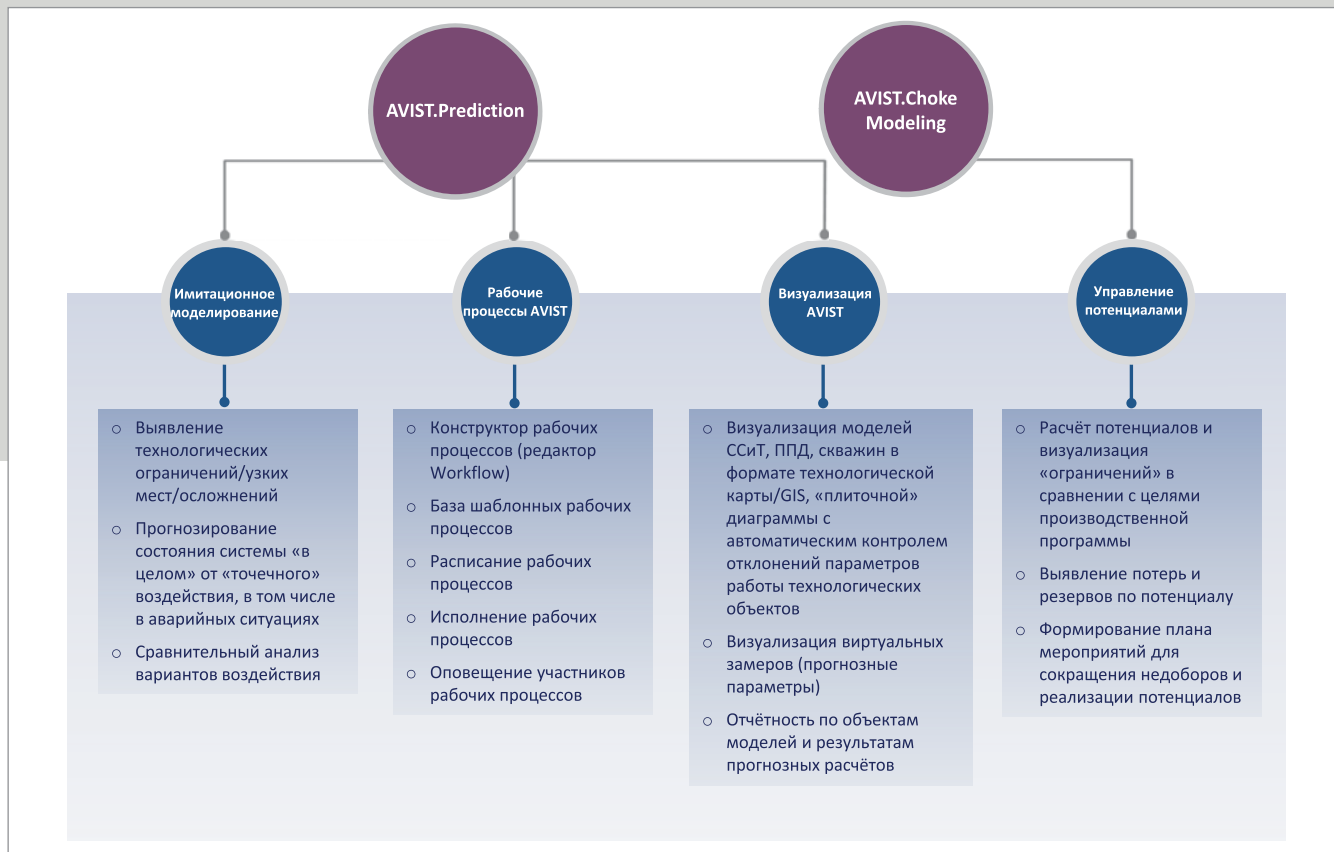 AVIST.Prediction
AVIST.Choke
Modeling
Имитационное
моделирование
Рабочие
процессы AVIST
Визуализация
AVIST
Управление
потенциалами
○ Выявление
технологических
ограничений/узких
мест/осложнений
○ Прогнозирование
состояния системы «в
целом» от «точечного»
воздействия, в том числе
в аварийных ситуациях
○ Сравнительный анализ
вариантов воздействия
○ Конструктор рабочих
процессов (редактор
Workflow)
○ База шаблонных рабочих
процессов
○ Расписание рабочих
процессов
○ Исполнение рабочих
процессов
○ Оповещение участников
рабочих процессов
○ Визуализация моделей
ССиТ, ППД, скважин в
формате технологической
карты/GIS, «плиточной»
диаграммы с
автоматическим контролем
отклонений параметров
работы технологических
объектов
○ Визуализация виртуальных
замеров (прогнозные
параметры)
○ Отчётность по объектам
моделей и результатам
прогнозных расчётов
○ Расчёт потенциалов и
визуализация
«ограничений» в
сравнении с целями
производственной
программы
○ Выявление потерь и
резервов по потенциалу
○ Формирование плана
мероприятий для
сокращения недоборов и
реализации потенциалов